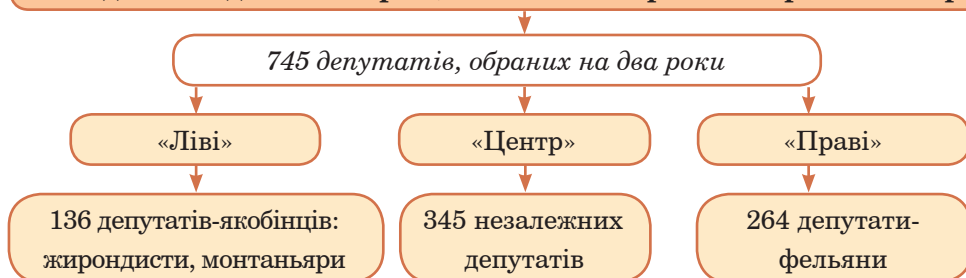 745 депутатів, обраних на два роки
«Ліві»
«Центр»
«Праві»
136 депутатів-якобінців:
жирондисти, монтаньяри
345 незалежних
депутатів
264 депутати-
фельяни